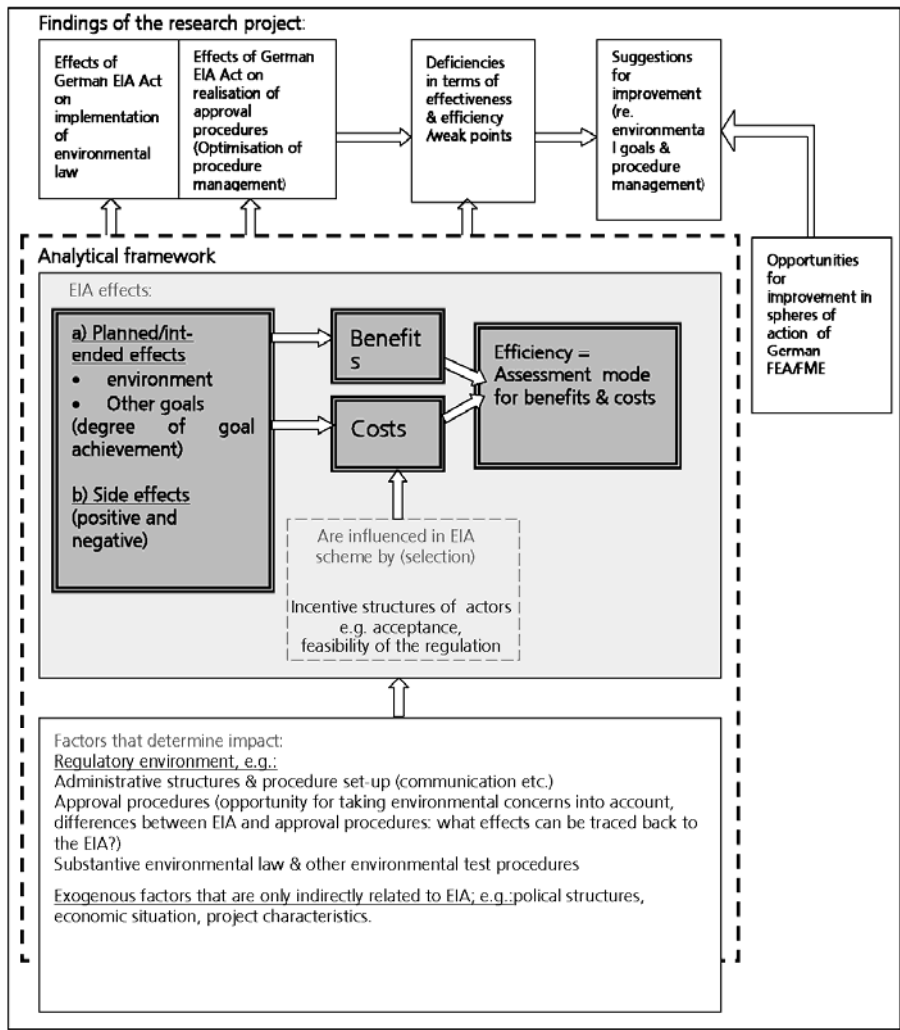 Findings of the research project:
Effects of
German EIA Act
on
implementation
of
environmental
law
Effects of German
EIA Act on
realisation of
approval
procedures
(Optimisation of
procedure
management)
Deficiencies
in terms of
effectiveness
& efficiency
/weak points
Suggestions
for
improvement
(re.
environmenta
l goals &
procedure
management)
Opportunities
for
improvement in
spheres of
action of
German
FEA/FME
Analytical framework
EIA effects:
a) Planned/int-
ended effects
• environment
• Other goals
(degree of goal
achievement)
b) Side effects
(positive and
negative)
Benefit
s
Costs
Efficiency =
Assessment mode
for benefits & costs
Are influenced in EIA
scheme by (selection)
Incentive structures of actors
e.g. acceptance,
feasibility of the regulation
Factors that determine impact:
Regulatory environment, e.g.:
Administrative structures & procedure set-up (communication etc.)
Approval procedures (opportunity for taking environmental concerns into account,
differences between EIA and approval procedures: what effects can be traced back to
the EIA?)
Substantive environmental law & other environmental test procedures
Exogenous factors that are only indirectly related to EIA; e.g.:polical structures,
economic situation, project characteristics.